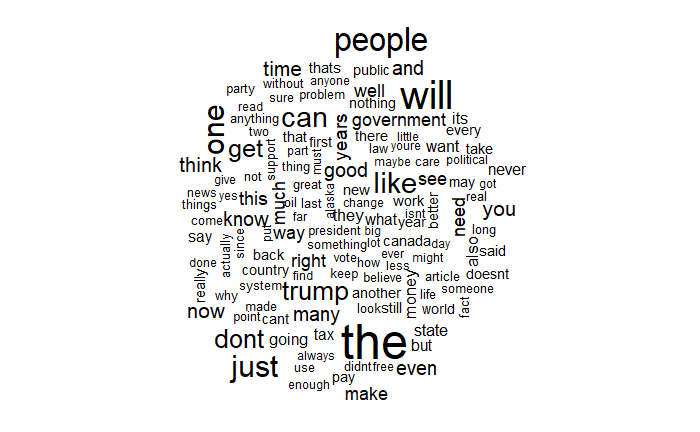 people
time thats public and
party without anyone
sure problem well will
read nothing
one anything can years government its
two that first there little every
get support part must law youre want take
think thing good maybe care political never
give not great like see may got
news yes this much oil last alaska new work better real
things change need you
come know far they what year isnt also long
say put way president big
since something lot canada day said
actually back right vote how ever might
done country find keep less believe article doesnt
really system trump another money life someone
why made look still world fact
now point cant many
dont going tax the state
but
just always didnt free even
use
enough pay
make